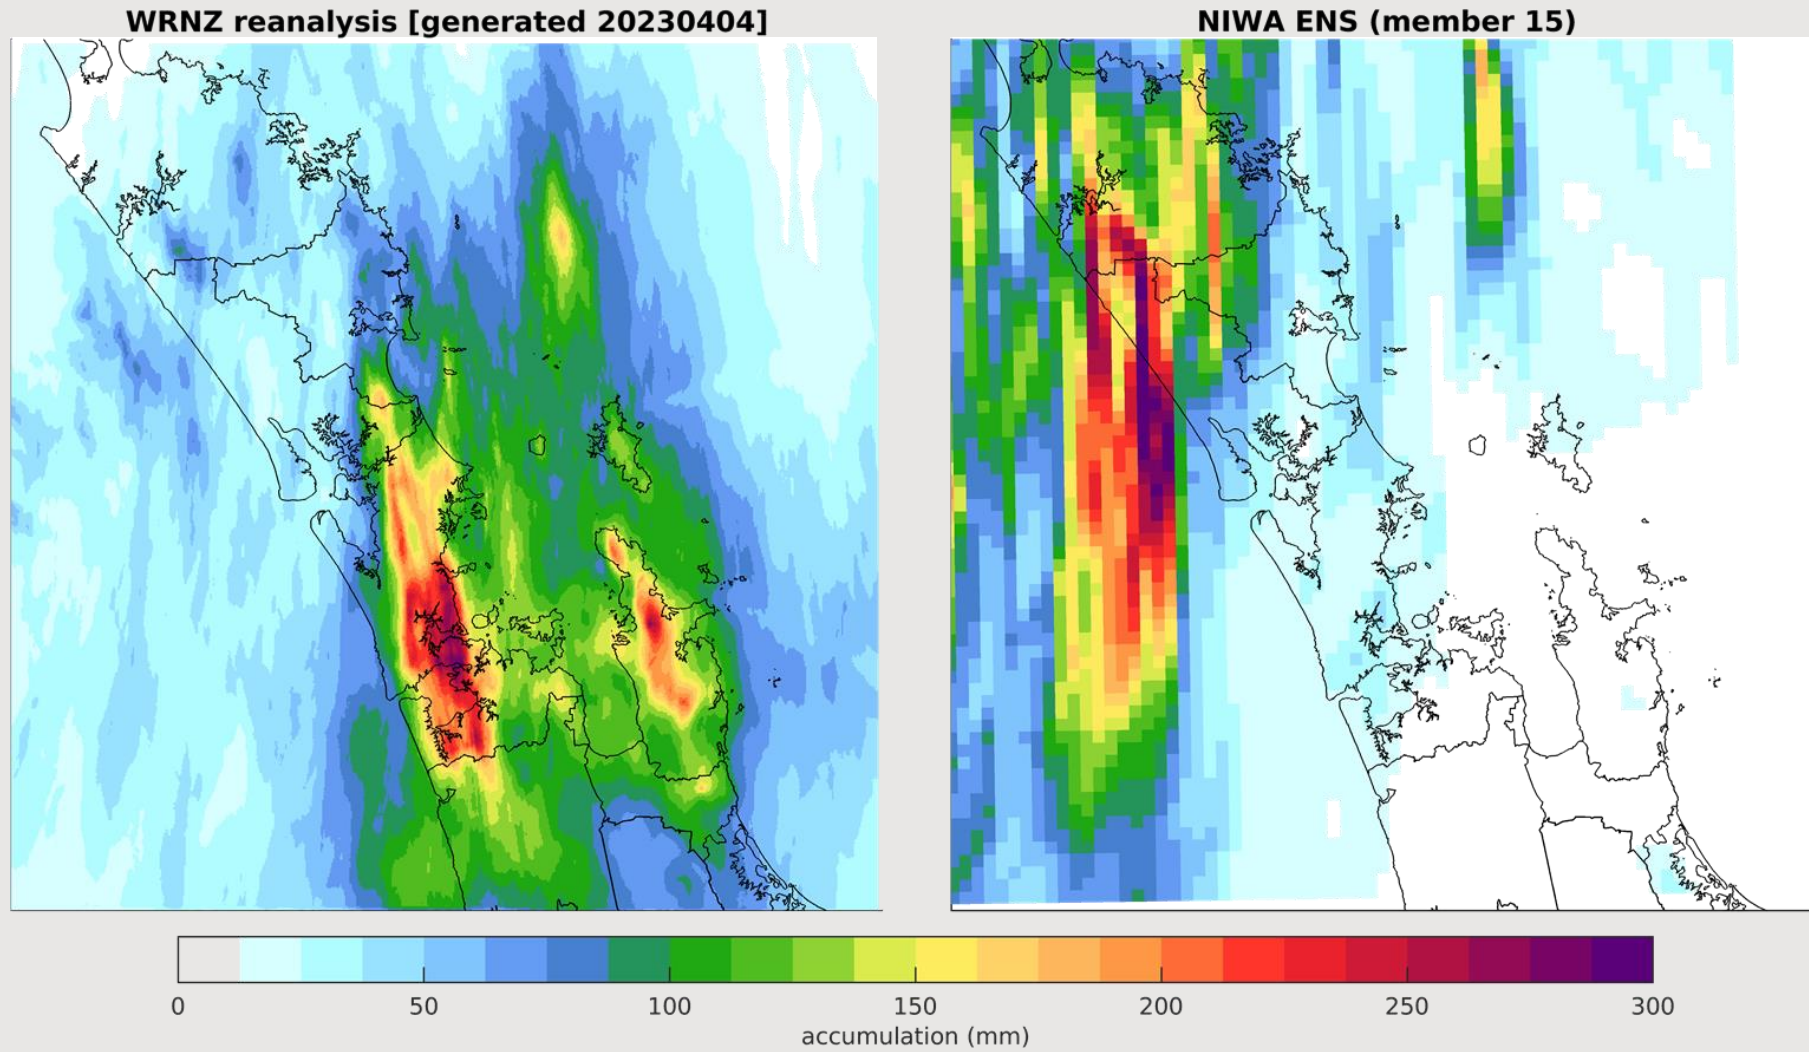 WRNZ reanalysis [generated 20230404]
NIWA ENS (member 15)
0 50 100 150 200 250 300
accumulation (mm)